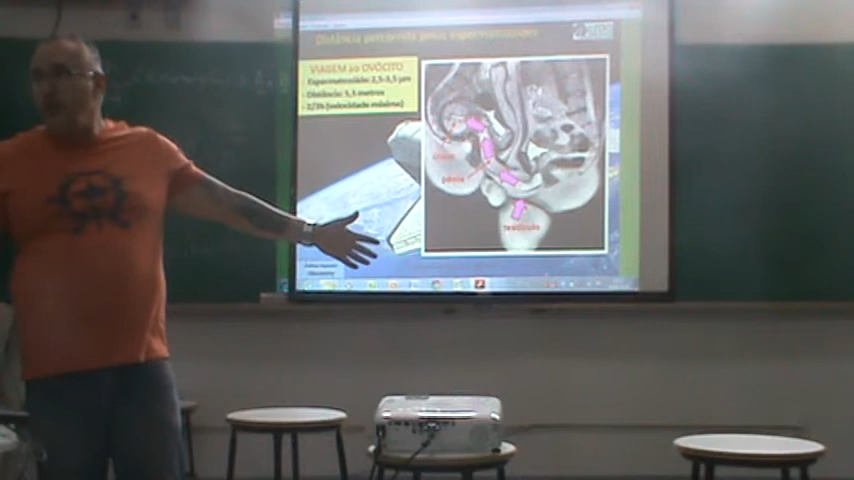 Distância percorrida pelos espermatozoides
VIAGEM ao OVÓCITO
Espermatozóide: 2,5-3,5 µm
- Distância: 5,5 metros
- 2/3h (velocidade mínima)
pênis
Testículo